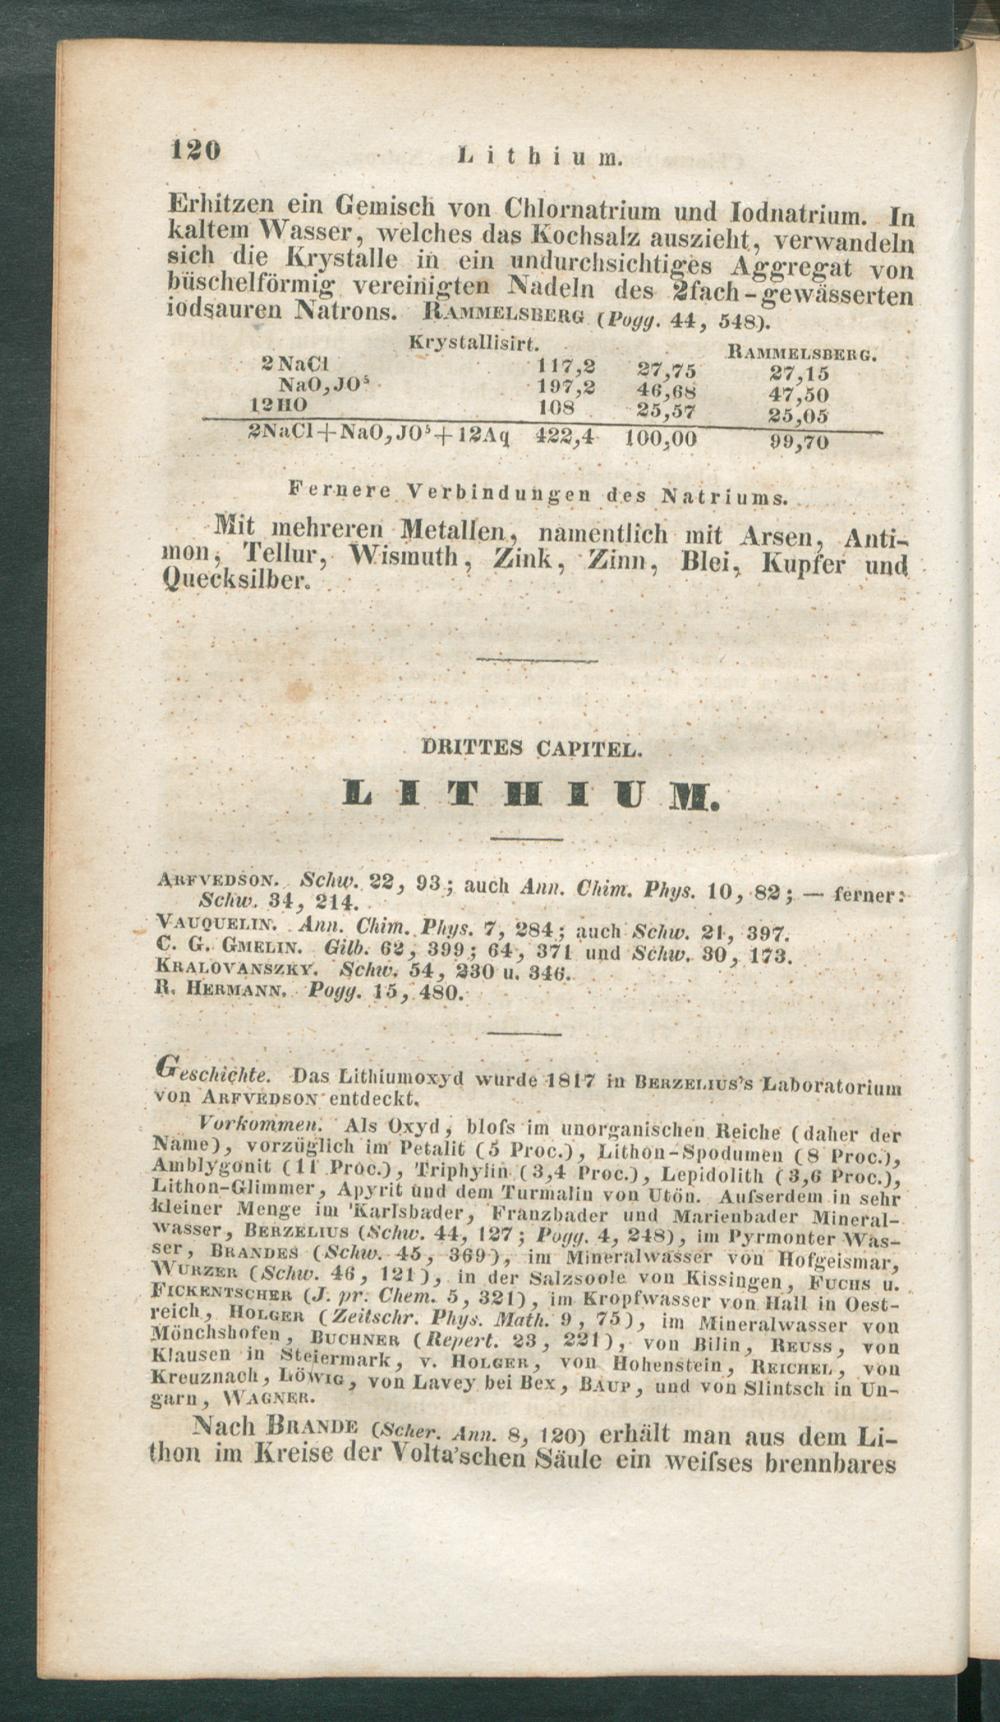 120 Lithium.
Erhitzen ein Gemisch von Chlornatrium und Iodnatrium. In
kaltem Wasser, welches das Kochsalz auszieht, verwandeln
sich die Krystalle in ein undurchsichtiges Aggregat von
büschelförmig vereinigten Nadeln des 2fach-gewässerten
iodsauren Natrons. RAMMELSBERG (Pogg. 44, 548).
Krystallisirt. RAMMELSBERG.
2 NaCl 117,2 27,75 27,15
NaO, JO⁵ 197,2 46,68 47,50
12 HO 108 25,57 25,05
2NaCl+NaO, JO⁵+12Aq 422,4 100,00 99,70
Fernere Verbindungen des Natriums.
Mit mehreren Metallen, namentlich mit Arsen, Anti-
mon, Tellur, Wismuth, Zink, Zinn, Blei, Kupfer und
Quecksilber.
DRITTES CAPITEL.
LITHIUM.
ARFVEDSON. Schw. 22, 93; auch Ann. Chim. Phys. 10, 82; — ferner:
Schw. 34, 214.
VAUQUELIN. Ann. Chim. Phys. 7, 284; auch Schw. 21, 397.
C. G. GMELIN. Gilb. 62, 399; 64, 371 und Schw. 30, 173.
KRALOVANSZKY. Schw. 54, 230 u. 346.
R. HERMANN. Pogg. 15, 480.
Geschichte. Das Lithiumoxyd wurde 1817 in BERZELIUS's Laboratorium
von ARFVEDSON entdeckt.
Vorkommen. Als Oxyd, blofs im unorganischen Reiche (daher der
Name), vorzüglich im Petalit (5 Proc.), Lithon-Spodumen (8 Proc.),
Amblygonit (11 Proc.), Triphylin (3,4 Proc.), Lepidolith (3,6 Proc.),
Lithon-Glimmer, Apyrit und dem Turmalin von Utön. Aufserdem in sehr
kleiner Menge im Karlsbader, Franzbader und Marienbader Mineral-
wasser, BERZELIUS (Schw. 44, 127; Pogg. 4, 248), im Pyrmonter Was-
ser, BRANDES (Schw. 45, 369), im Mineralwasser von Hofgeismar,
WURZER (Schw. 46, 121), in der Salzsoole von Kissingen, FUCHS u.
FICKENTSCHER (J. pr. Chem. 5, 321), im Kropfwasser von Hall in Oest-
reich, HOLGER (Zeitschr. Phys. Math. 9, 75), im Mineralwasser von
Mönchshofen, BUCHNER (Repert. 23, 221), von Bilin, REUSS, von
Klausen in Steiermark, v. HOLGER, von Hohenstein, REICHEL, von
Kreuznach, LÖWIG, von Lavey bei Bex, BAUP, und von Slintsch in Un-
garn, WAGNER.
Nach BRANDE (Scher. Ann. 8, 120) erhält man aus dem Li-
thon im Kreise der Volta'schen Säule ein weifses brennbares